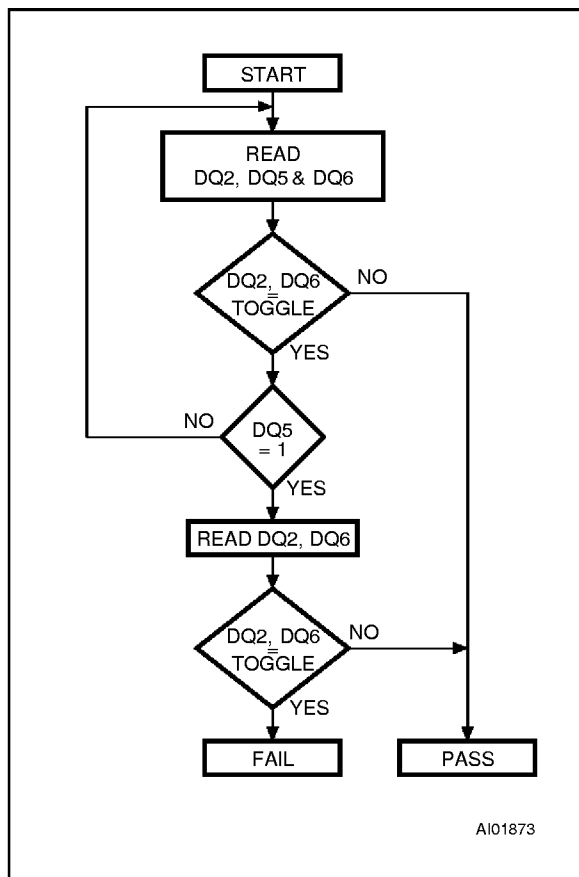 START
READ
DQ2, DQ5 & DQ6
DQ2, DQ6
=
TOGGLE
NO
YES
NO
DQ5
= 1
YES
READ DQ2, DQ6
DQ2, DQ6
=
TOGGLE
NO
YES
FAIL
PASS
AI01873